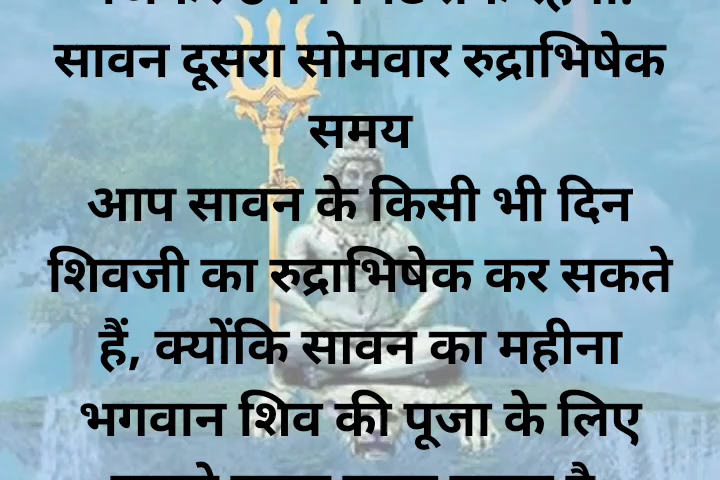 सावन दूसरा सोमवार रुद्राभिषेक
समय
आप सावन के किसी भी दिन
शिवजी का रुद्राभिषेक कर सकते
हैं, क्योंकि सावन का महीना
भगवान शिव की पूजा के लिए